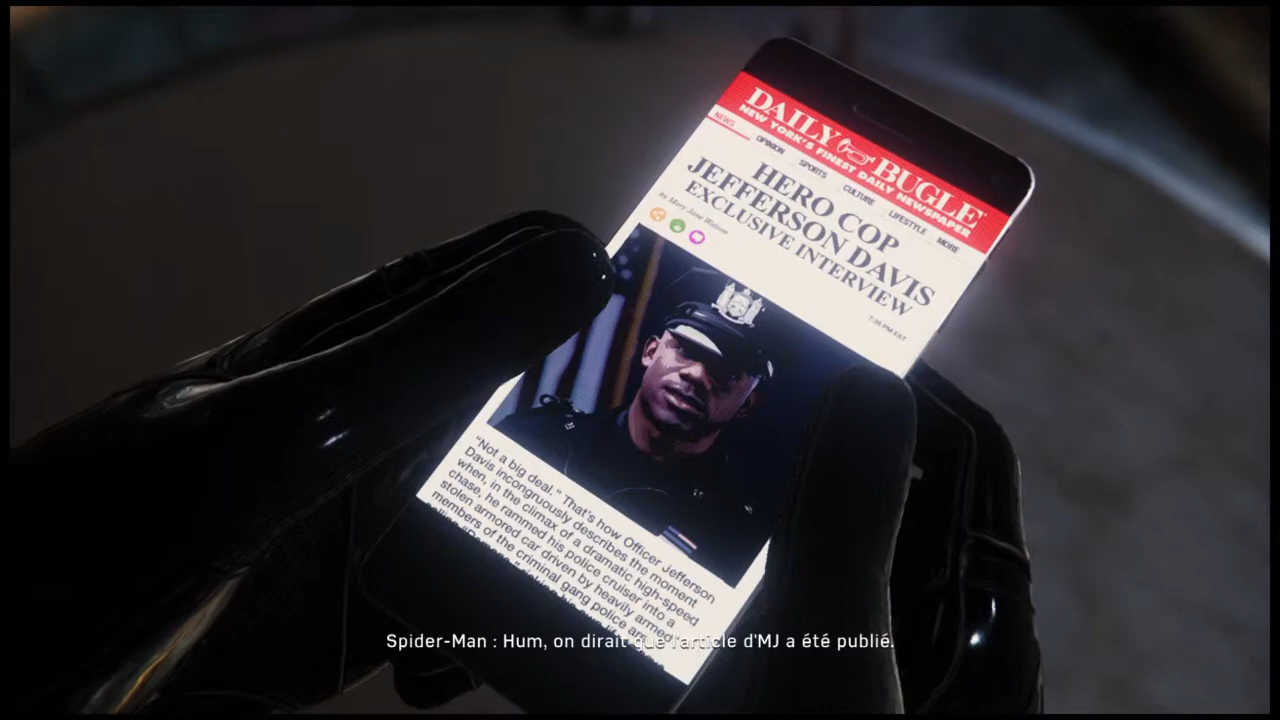 DAILY BUGLE
NEW YORK'S FINEST DAILY NEWSPAPER
NEWS OPINION SPORTS CULTURE LIFESTYLE MORE
HERO COP
JEFFERSON DAVIS
EXCLUSIVE INTERVIEW
by Mary Jane Watson
7:35 PM EST
"Not a big deal." That's how Officer Jefferson
Davis incongruously describes the moment
when, in the climax of a dramatic high-speed
chase, he rammed his police cruiser into a
stolen armored car driven by heavily armed
members of the criminal gang police
Spider-Man : Hum, on dirait que l'article d'MJ a été publié.